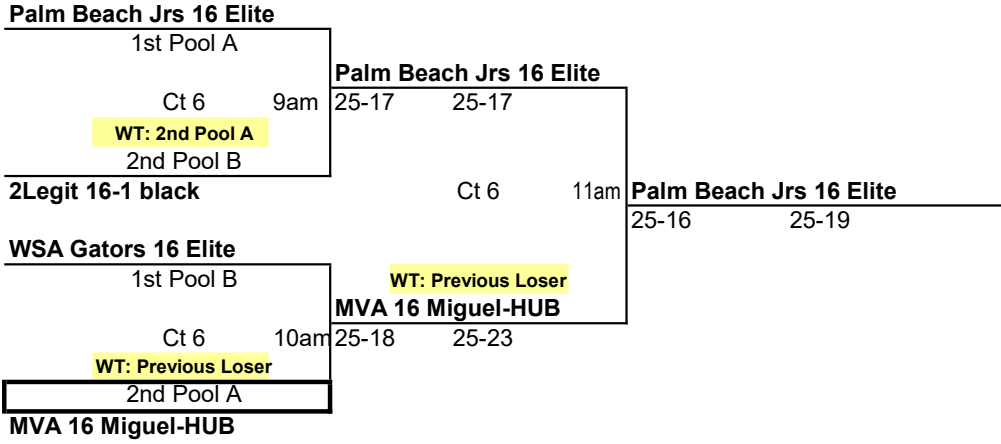 Palm Beach Jrs 16 Elite
1st Pool A
Palm Beach Jrs 16 Elite
Ct 6 9am 25-17 25-17
WT: 2nd Pool A
2nd Pool B
2Legit 16-1 black Ct 6 11am Palm Beach Jrs 16 Elite
25-16 25-19
WSA Gators 16 Elite
1st Pool B WT: Previous Loser
MVA 16 Miguel-HUB
Ct 6 10am 25-18 25-23
WT: Previous Loser
2nd Pool A
MVA 16 Miguel-HUB